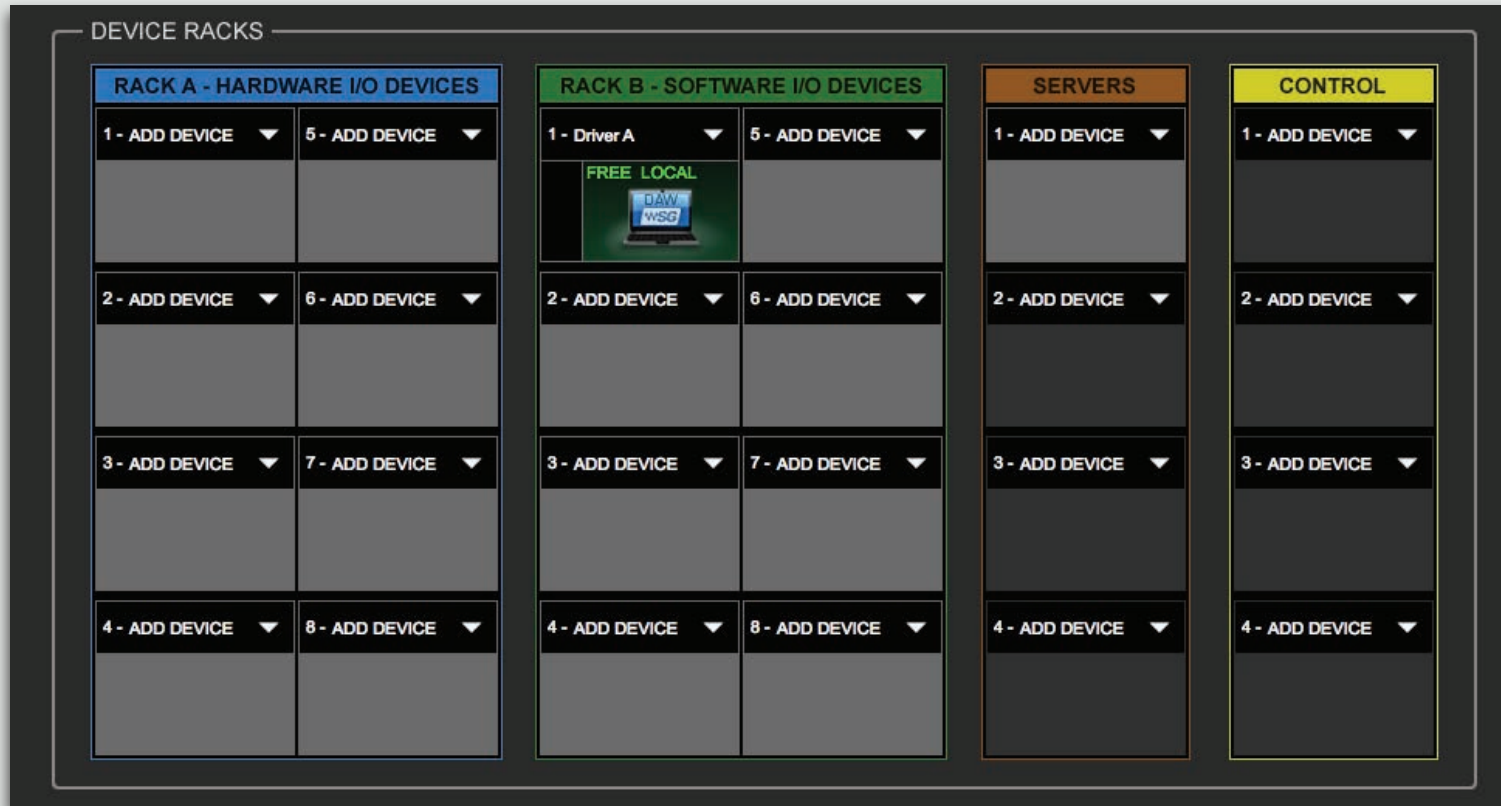 DEVICE RACKS
RACK A - HARDWARE I/O DEVICES
1 - ADD DEVICE
5 - ADD DEVICE
2 - ADD DEVICE
6 - ADD DEVICE
3 - ADD DEVICE
7 - ADD DEVICE
4 - ADD DEVICE
8 - ADD DEVICE
RACK B - SOFTWARE I/O DEVICES
1 - Driver A
5 - ADD DEVICE
FREE LOCAL
DAW
WSG
2 - ADD DEVICE
6 - ADD DEVICE
3 - ADD DEVICE
7 - ADD DEVICE
4 - ADD DEVICE
8 - ADD DEVICE
SERVERS
1 - ADD DEVICE
2 - ADD DEVICE
3 - ADD DEVICE
4 - ADD DEVICE
CONTROL
1 - ADD DEVICE
2 - ADD DEVICE
3 - ADD DEVICE
4 - ADD DEVICE